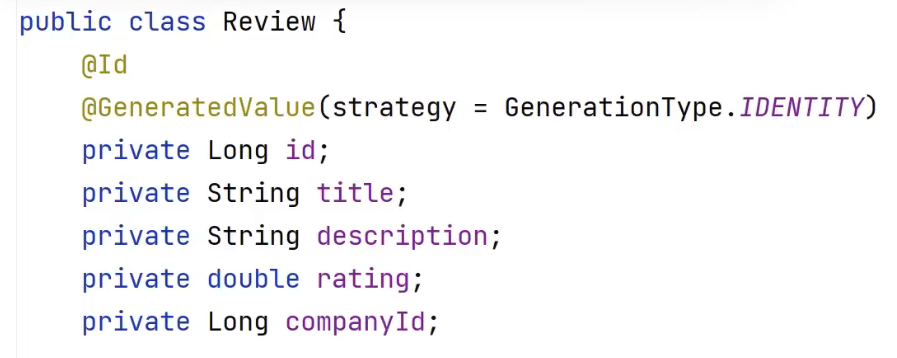 public class Review {
@Id
@GeneratedValue(strategy = GenerationType.IDENTITY)
private Long id;
private String title;
private String description;
private double rating;
private Long companyId;